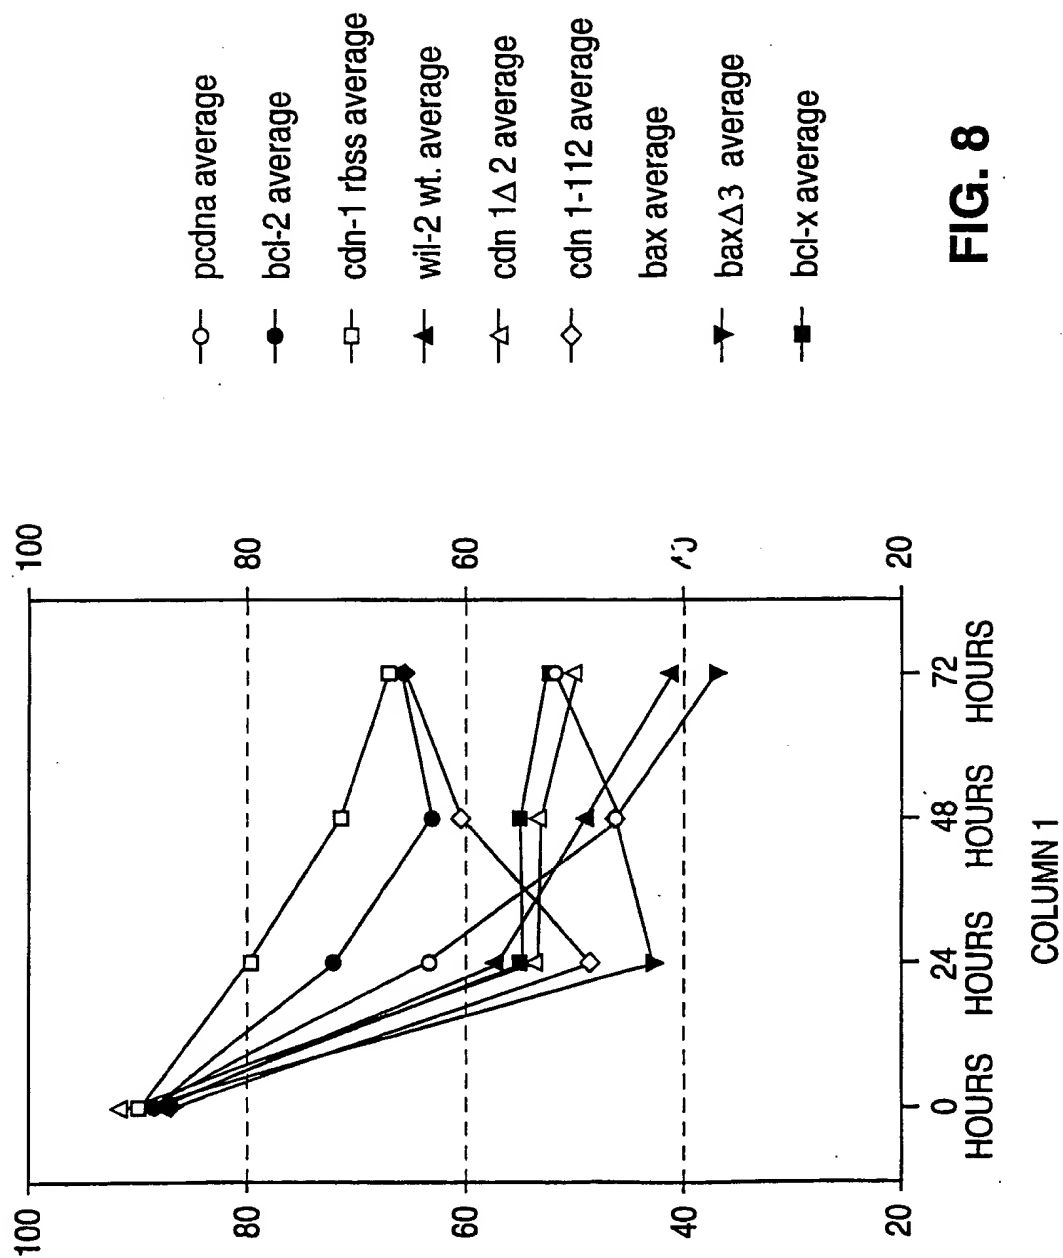 100
80
60
40
20
100
80
60
20
0
HOURS
24
HOURS
48
HOURS
72
HOURS
COLUMN 1
pcdna average
bcl-2 average
cdn-1 rbss average
wil-2 wt. average
cdn 1Δ 2 average
cdn 1-112 average
bax average
baxΔ3 average
bcl-x average
FIG. 8